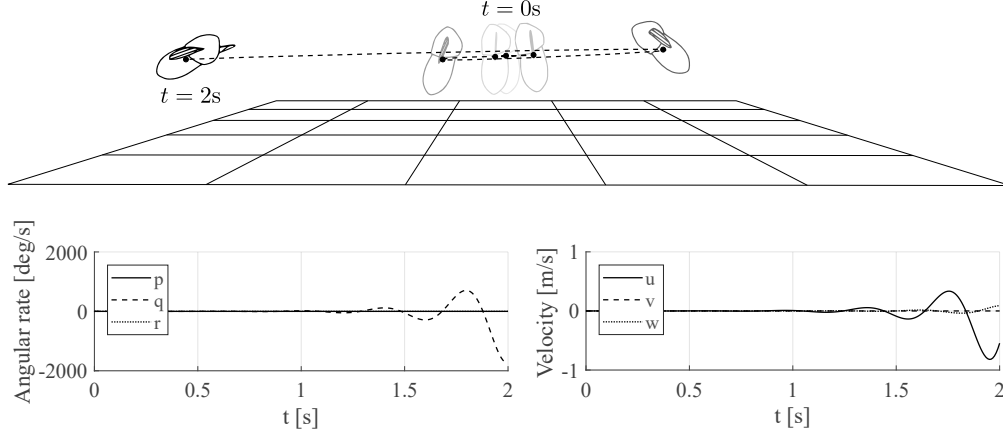 t = 0s
t = 2s
Angular rate [deg/s]
2000
0
-2000
p
q
r
0 0.5 1 1.5 2
t [s]
Velocity [m/s]
1
0
-1
u
v
w
0 0.5 1 1.5 2
t [s]